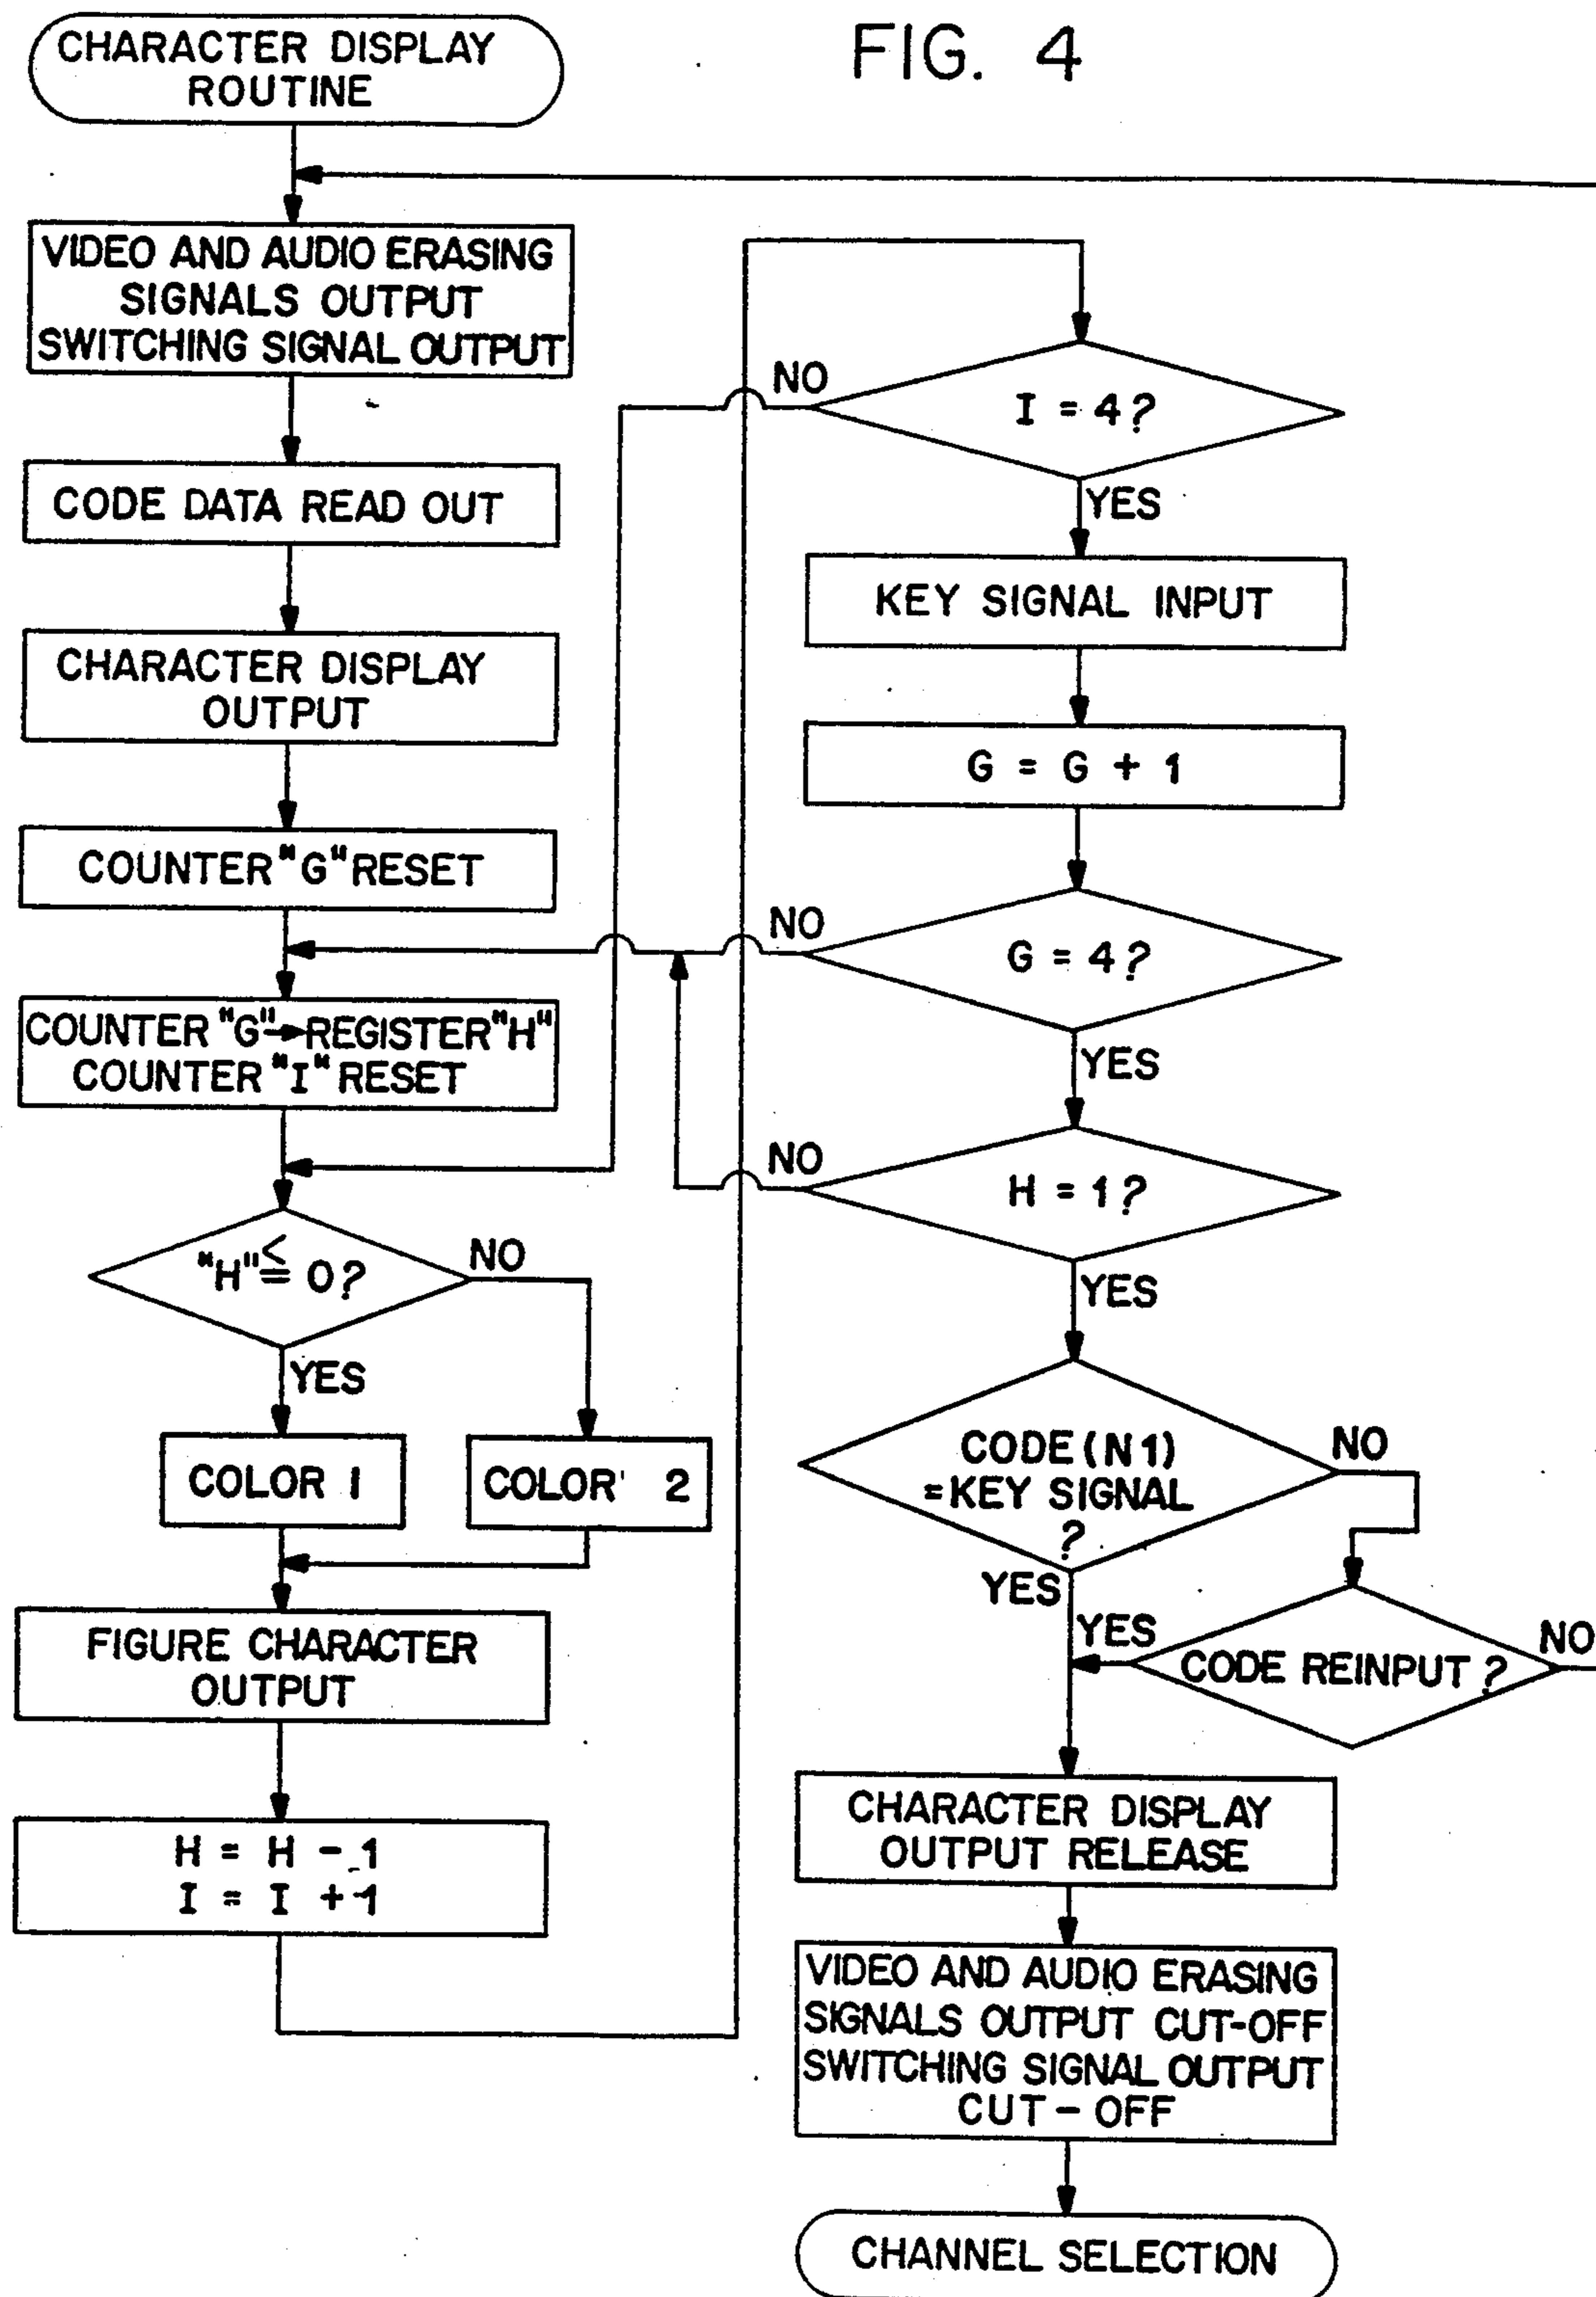 FIG. 4
CHARACTER DISPLAY
ROUTINE
VIDEO AND AUDIO ERASING
SIGNALS OUTPUT
SWITCHING SIGNAL OUTPUT
CODE DATA READ OUT
CHARACTER DISPLAY
OUTPUT
COUNTER "G" RESET
COUNTER "G"→REGISTER "H"
COUNTER "I" RESET
"H" ≦ 0?
NO
YES
COLOR 1
COLOR 2
FIGURE CHARACTER
OUTPUT
H = H - 1
I = I + 1
I = 4?
NO
YES
KEY SIGNAL INPUT
G = G + 1
G = 4?
NO
YES
H = 1?
NO
YES
CODE (N1)
=KEY SIGNAL
?
NO
YES
CODE REINPUT?
YES
NO
CHARACTER DISPLAY
OUTPUT RELEASE
VIDEO AND AUDIO ERASING
SIGNALS OUTPUT CUT-OFF
SWITCHING SIGNAL OUTPUT
CUT-OFF
CHANNEL SELECTION